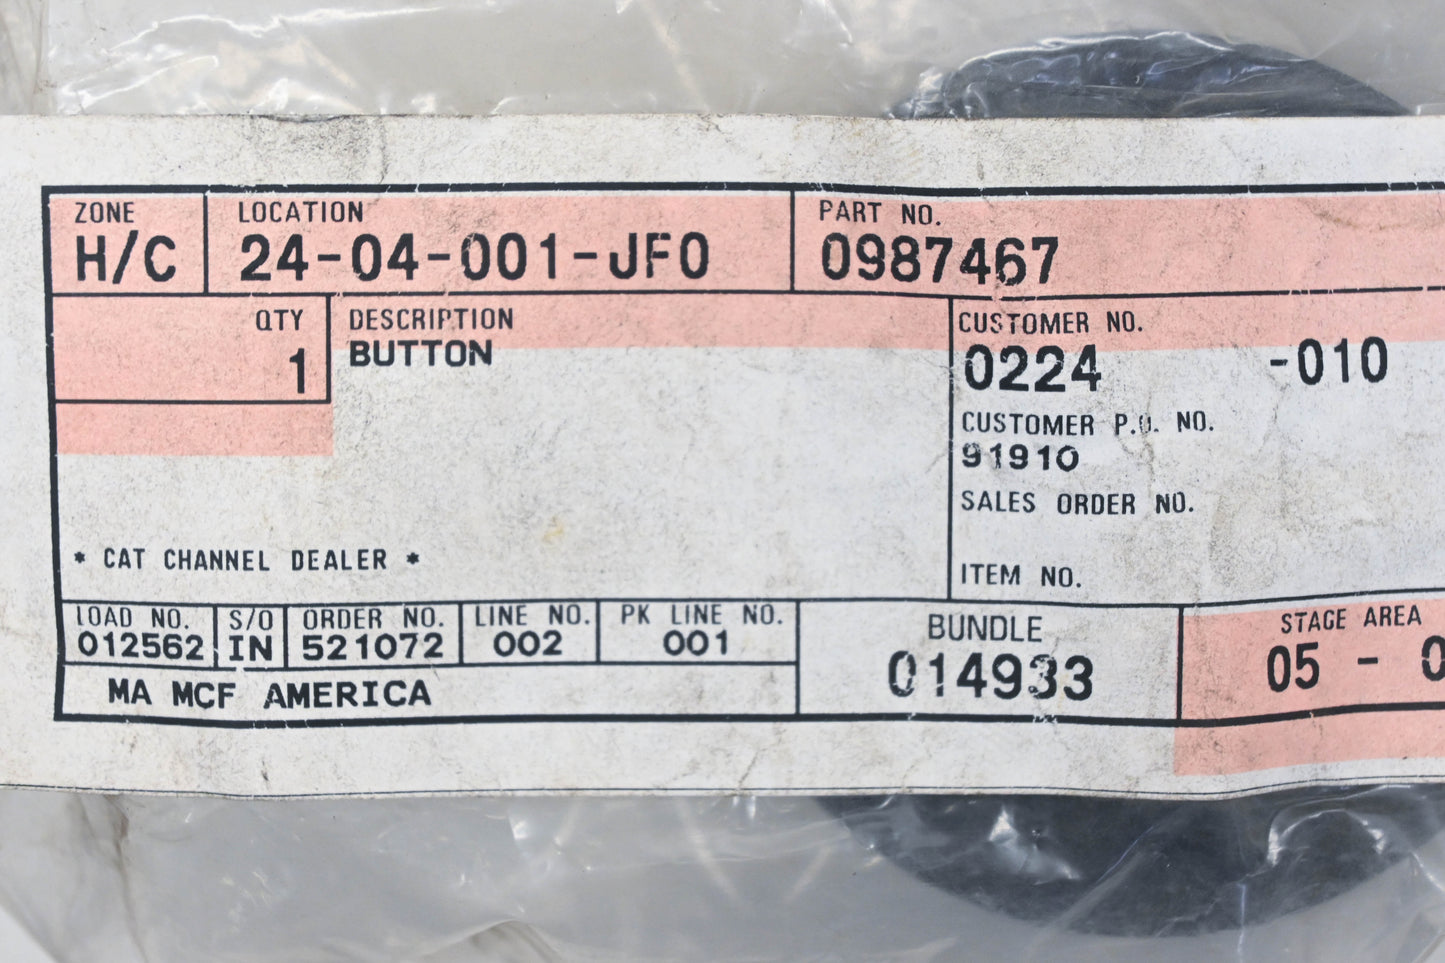 ZONE LOCATION PART NO.
H/C 24-04-001-JF0 0987467
QTY DESCRIPTION CUSTOMER NO.
1 BUTTON 0224 -010
CUSTOMER P.O. NO.
91910
SALES ORDER NO.
* CAT CHANNEL DEALER * ITEM NO.
LOAD NO. S/O ORDER NO. LINE NO. PK LINE NO. BUNDLE STAGE AREA
012562 IN 521072 002 001 014933 05 - 0
MA MCF AMERICA